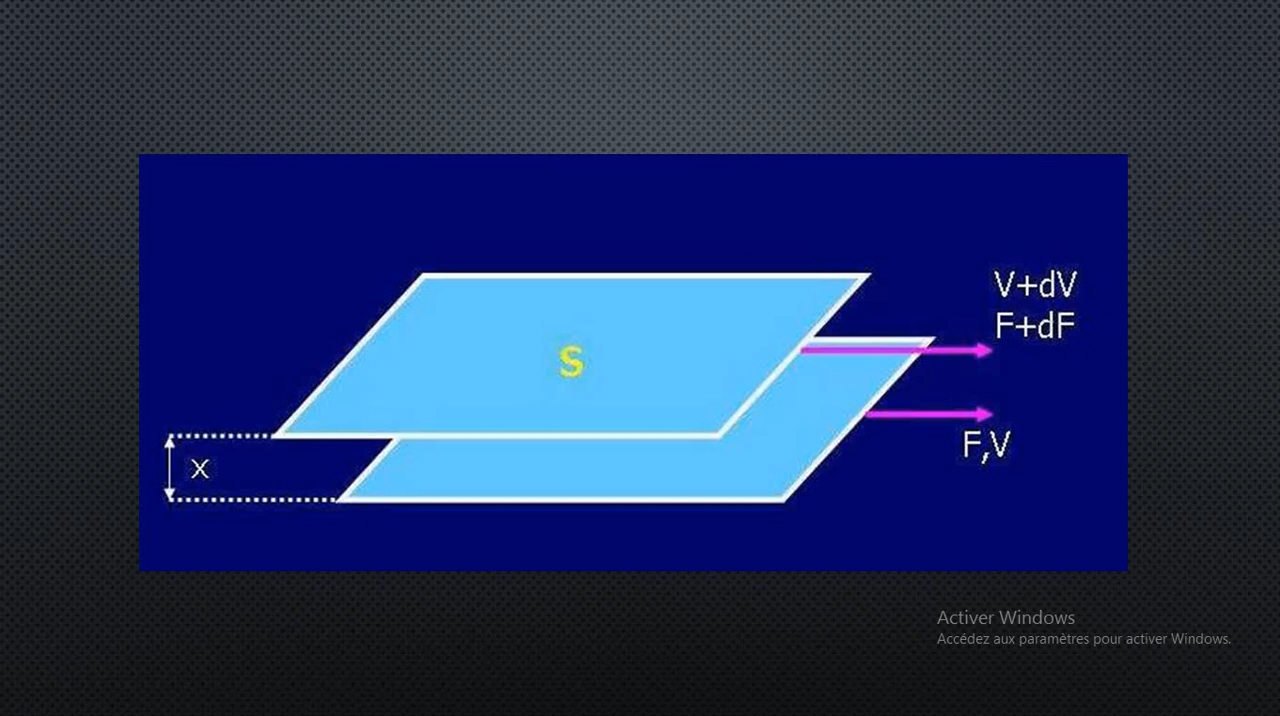 V+dV
F+dF
S
F,V
x
Activer Windows
Accédez aux paramètres pour activer Windows.